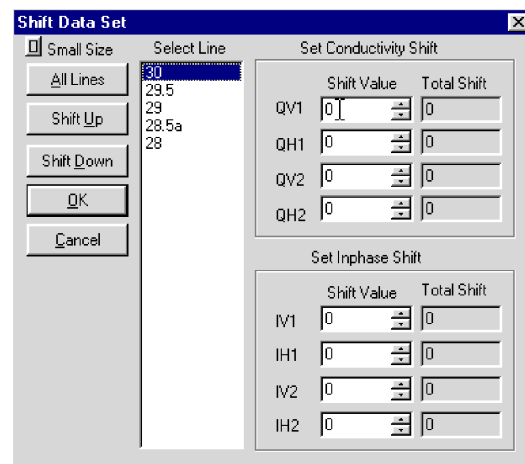 Shift Data Set
Small Size
All Lines
Shift Up
Shift Down
OK
Cancel
Select Line
30
29.5
29
28.5a
28
Set Conductivity Shift
Shift Value Total Shift
QV1 0 0
QH1 0 0
QV2 0 0
QH2 0 0
Set Inphase Shift
Shift Value Total Shift
IV1 0 0
IH1 0 0
IV2 0 0
IH2 0 0